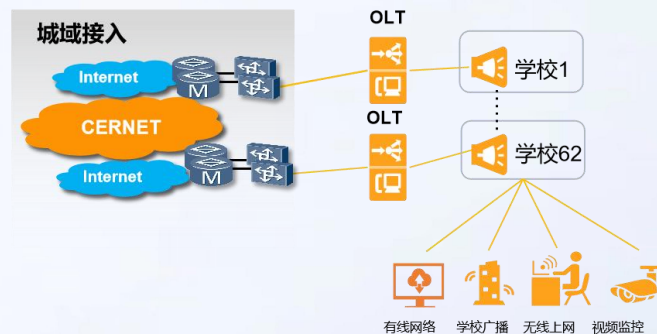 城域接入
OLT
Internet
M
学校1
CERNET
OLT
Internet
M
学校62
有线网络
学校广播
无线上网
视频监控